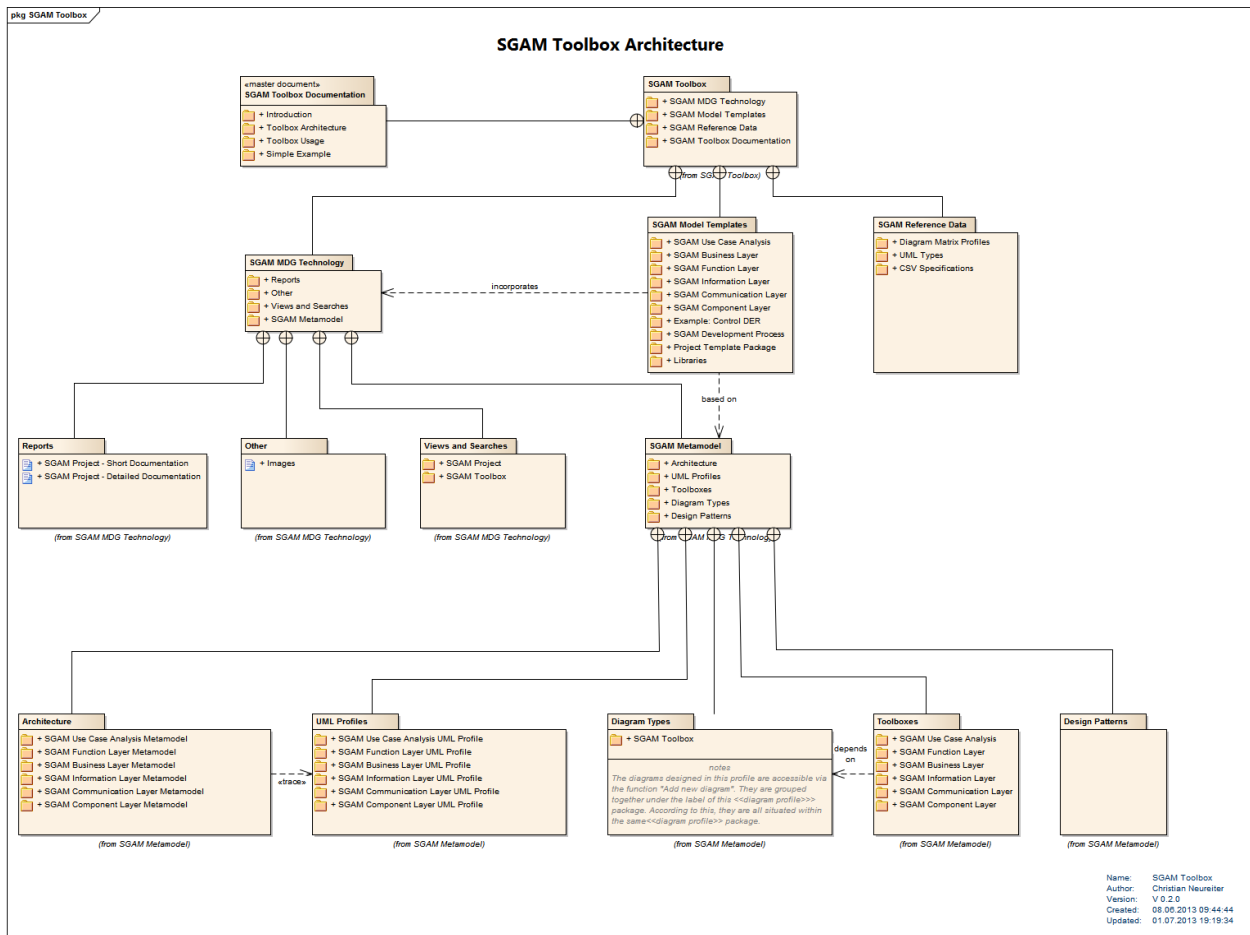 pkg SGAM Toolbox
SGAM Toolbox Architecture
«master document»
SGAM Toolbox Documentation
+ Introduction
+ Toolbox Architecture
+ Toolbox Usage
+ Simple Example
SGAM Toolbox
+ SGAM MDG Technology
+ SGAM Model Templates
+ SGAM Reference Data
+ SGAM Toolbox Documentation
(from SGAM Toolbox)
SGAM MDG Technology
+ Reports
+ Other
+ Views and Searches
+ SGAM Metamodel
incorporates
SGAM Model Templates
+ SGAM Use Case Analysis
+ SGAM Business Layer
+ SGAM Function Layer
+ SGAM Information Layer
+ SGAM Communication Layer
+ SGAM Component Layer
+ Example: Control DER
+ SGAM Development Process
+ Project Template Package
+ Libraries
SGAM Reference Data
+ Diagram Matrix Profiles
+ UML Types
+ CSV Specifications
based on
Reports
+ SGAM Project - Short Documentation
+ SGAM Project - Detailed Documentation
(from SGAM MDG Technology)
Other
+ Images
(from SGAM MDG Technology)
Views and Searches
+ SGAM Project
+ SGAM Toolbox
(from SGAM MDG Technology)
SGAM Metamodel
+ Architecture
+ UML Profiles
+ Toolboxes
+ Diagram Types
+ Design Patterns
(from SGAM MDG Technology)
Architecture
+ SGAM Use Case Analysis Metamodel
+ SGAM Function Layer Metamodel
+ SGAM Business Layer Metamodel
+ SGAM Information Layer Metamodel
+ SGAM Communication Layer Metamodel
+ SGAM Component Layer Metamodel
(from SGAM Metamodel)
«trace»
UML Profiles
+ SGAM Use Case Analysis UML Profile
+ SGAM Function Layer UML Profile
+ SGAM Business Layer UML Profile
+ SGAM Information Layer UML Profile
+ SGAM Communication Layer UML Profile
+ SGAM Component Layer UML Profile
(from SGAM Metamodel)
Diagram Types
+ SGAM Toolbox
notes
The diagrams designed in this profile are accessible via
the function "Add new diagram". They are grouped
together under the label of this <<diagram profile>>>
package. According to this, they are all situated within
the same<<diagram profile>> package.
(from SGAM Metamodel)
depends
on
Toolboxes
+ SGAM Use Case Analysis
+ SGAM Function Layer
+ SGAM Business Layer
+ SGAM Information Layer
+ SGAM Communication Layer
+ SGAM Component Layer
(from SGAM Metamodel)
Design Patterns
(from SGAM Metamodel)
Name: SGAM Toolbox
Author: Christian Neureiter
Version: V 0.2.0
Created: 08.06.2013 09:44:44
Updated: 01.07.2013 19:19:34